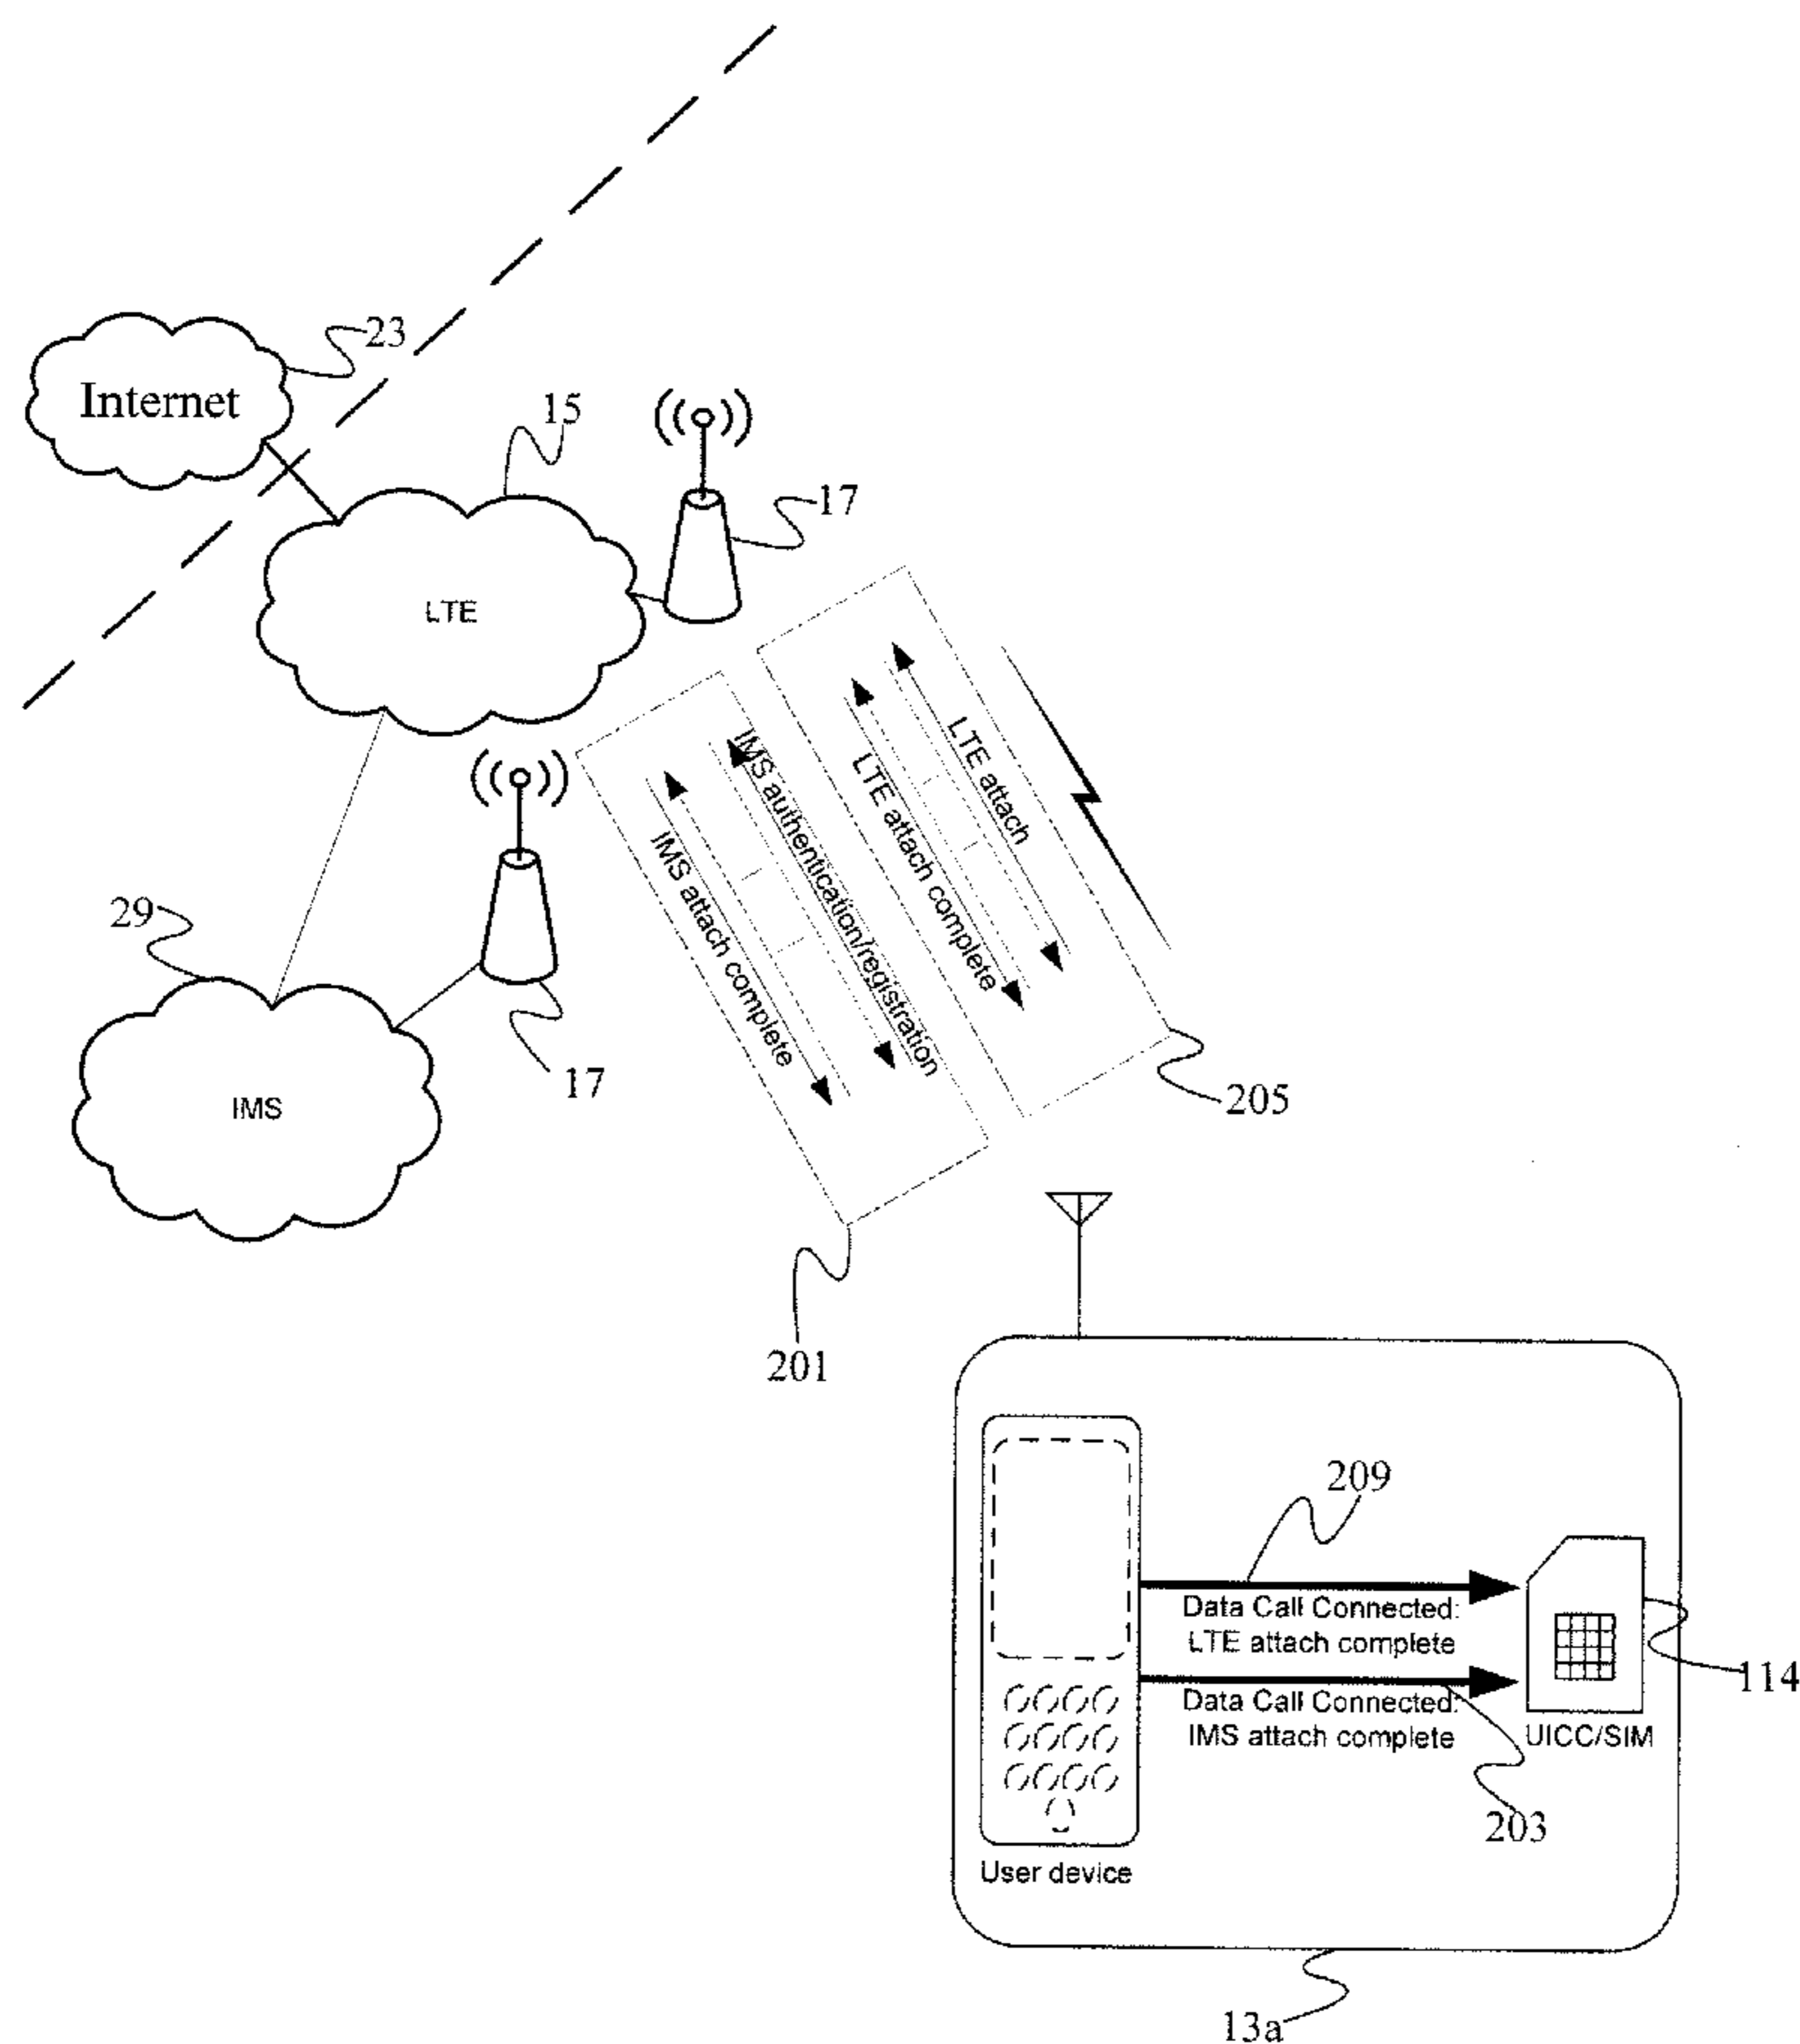 23
Internet
15
17
LTE
LTE attach
LTE attach complete
IMS authentication/registration
IMS attach complete
29
17
IMS
205
201
209
Data Call Connected:
LTE attach complete
114
Data Call Connected:
IMS attach complete
UICC/SIM
203
User device
13a